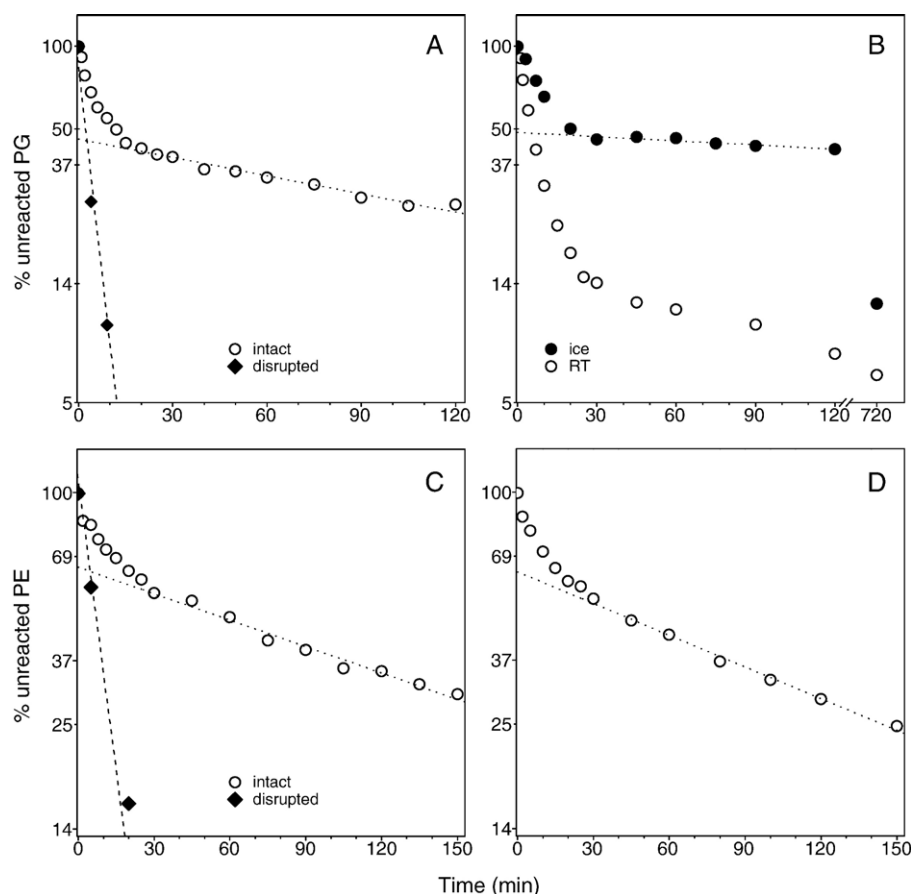 A
B
100
50
37
14
5
% unreacted PG
intact
disrupted
0 30 60 90 120
100
50
37
14
5
ice
RT
0 30 60 90 120 // 720
C
D
100
69
37
25
14
% unreacted PE
intact
disrupted
0 30 60 90 120 150
100
69
37
25
14
0 30 60 90 120 150
Time (min)